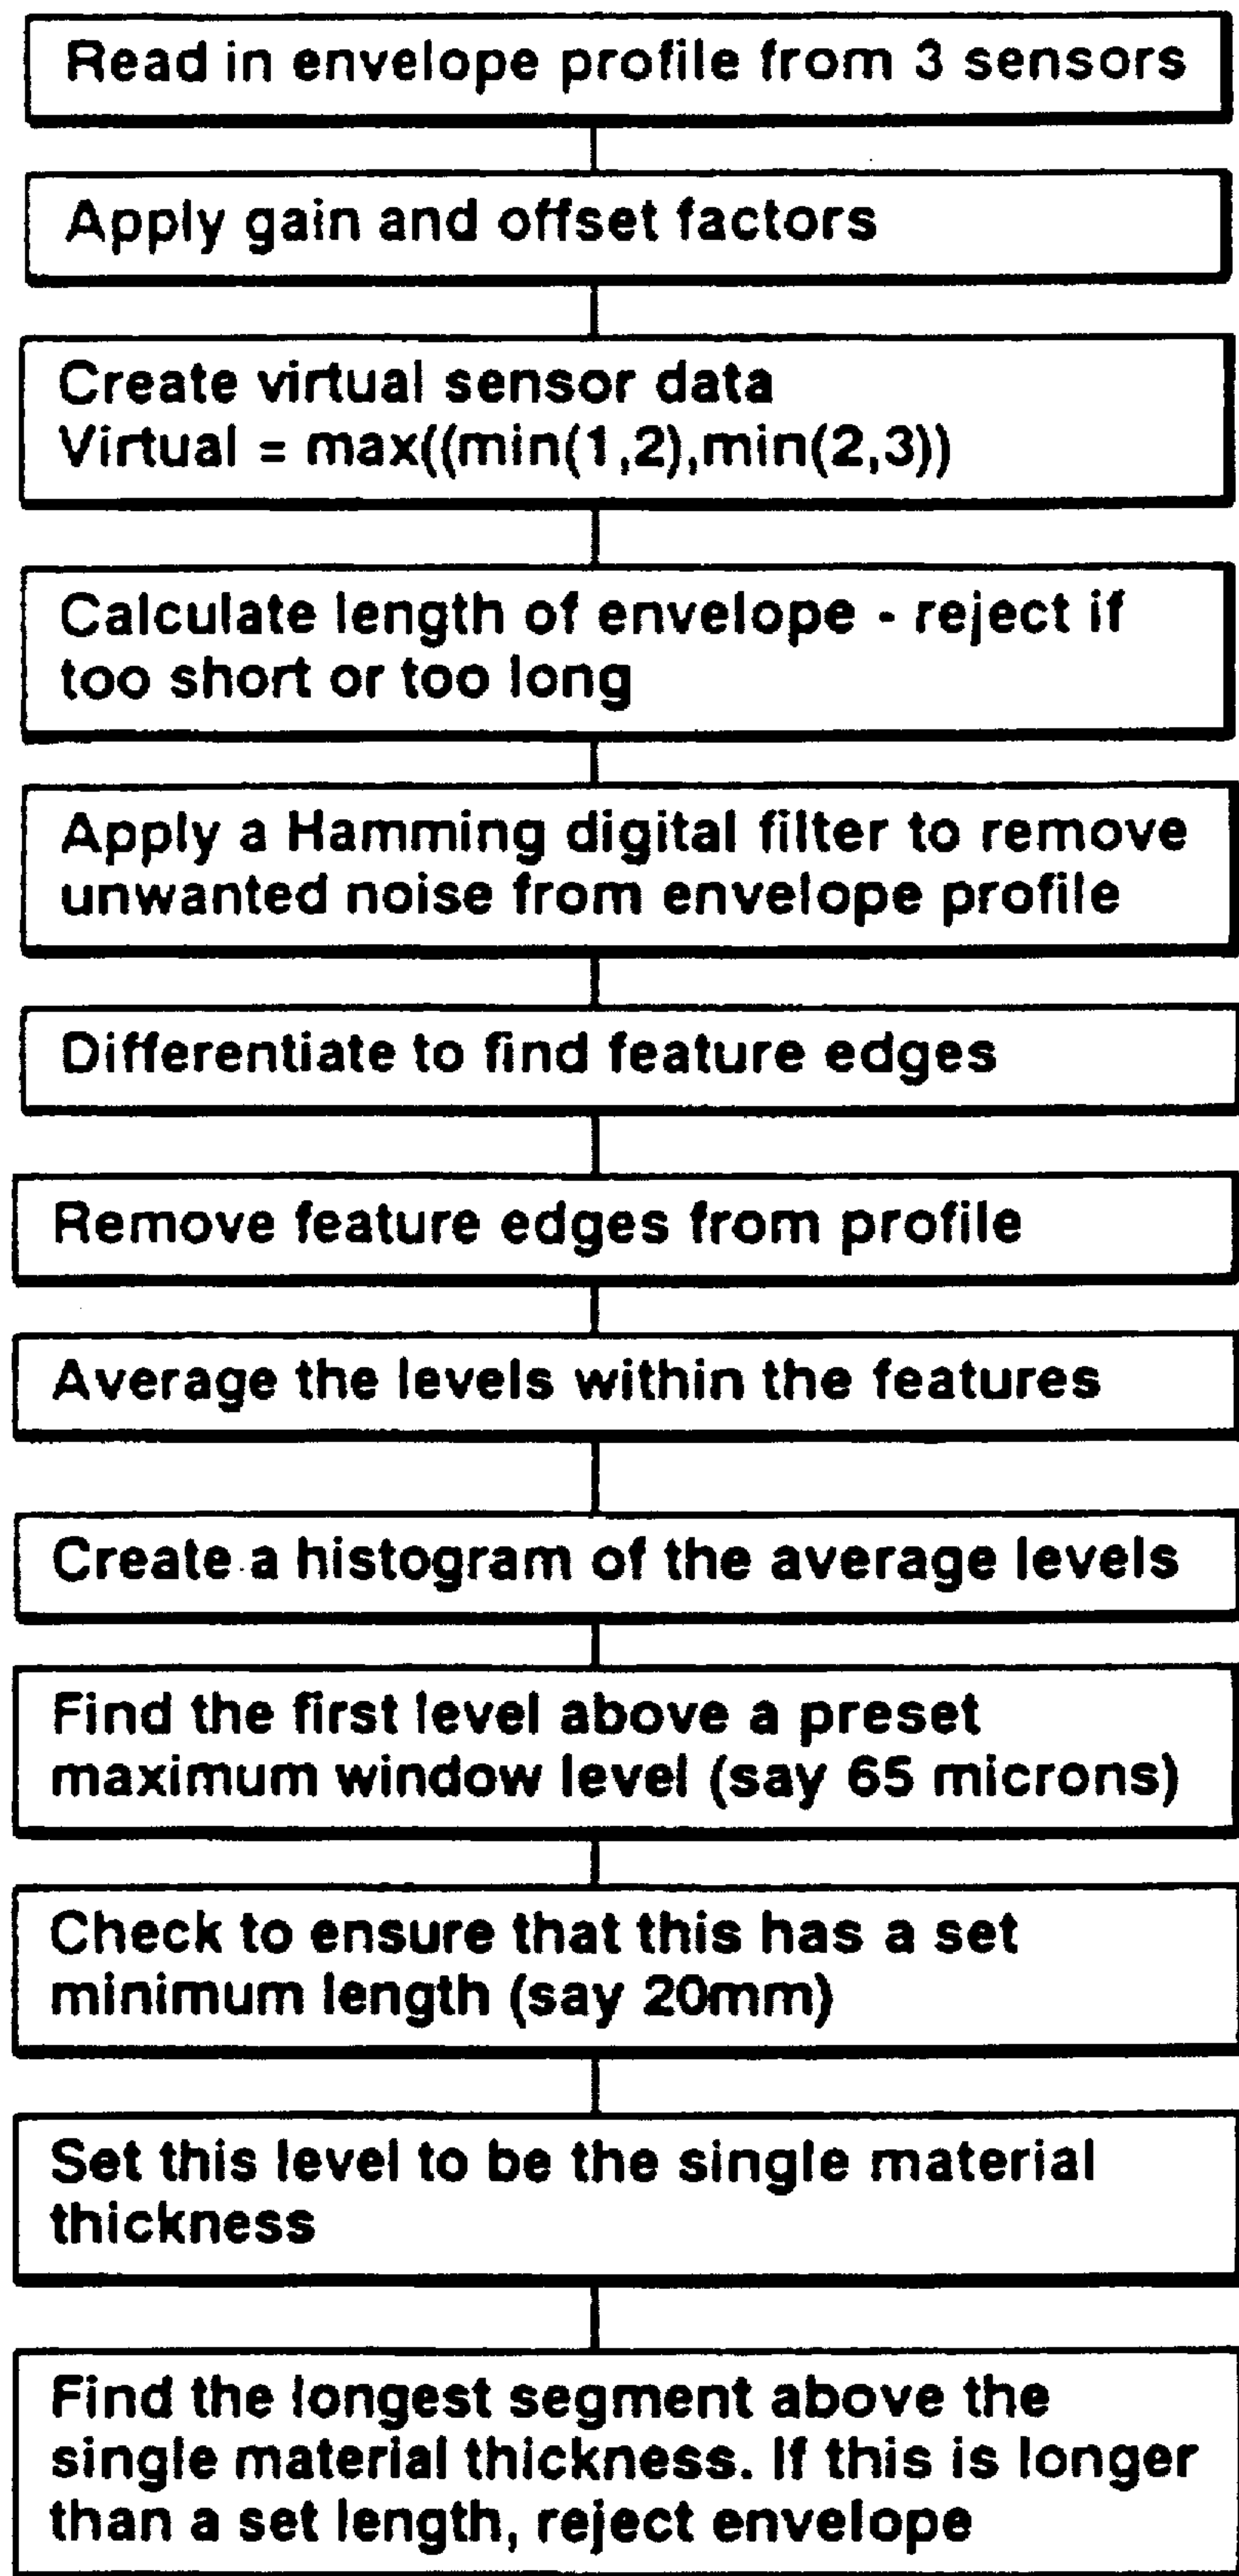 Read in envelope profile from 3 sensors
Apply gain and offset factors
Create virtual sensor data
Virtual = max((min(1,2),min(2,3))
Calculate length of envelope - reject if
too short or too long
Apply a Hamming digital filter to remove
unwanted noise from envelope profile
Differentiate to find feature edges
Remove feature edges from profile
Average the levels within the features
Create a histogram of the average levels
Find the first level above a preset
maximum window level (say 65 microns)
Check to ensure that this has a set
minimum length (say 20mm)
Set this level to be the single material
thickness
Find the longest segment above the
single material thickness. If this is longer
than a set length, reject envelope